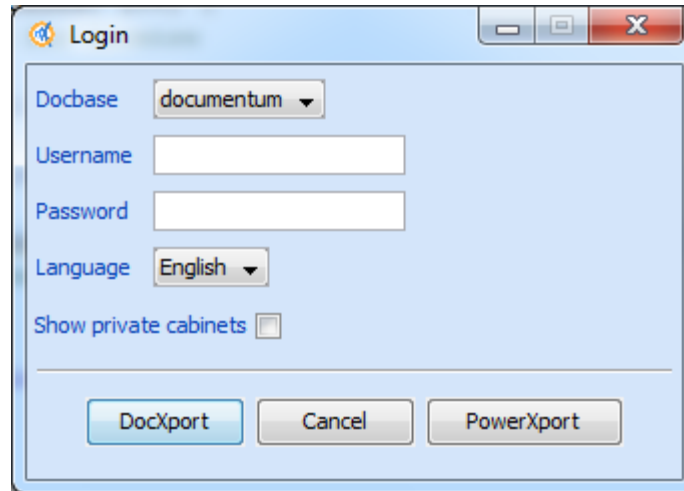 Login
Docbase documentum
Username
Password
Language English
Show private cabinets
DocXport Cancel PowerXport